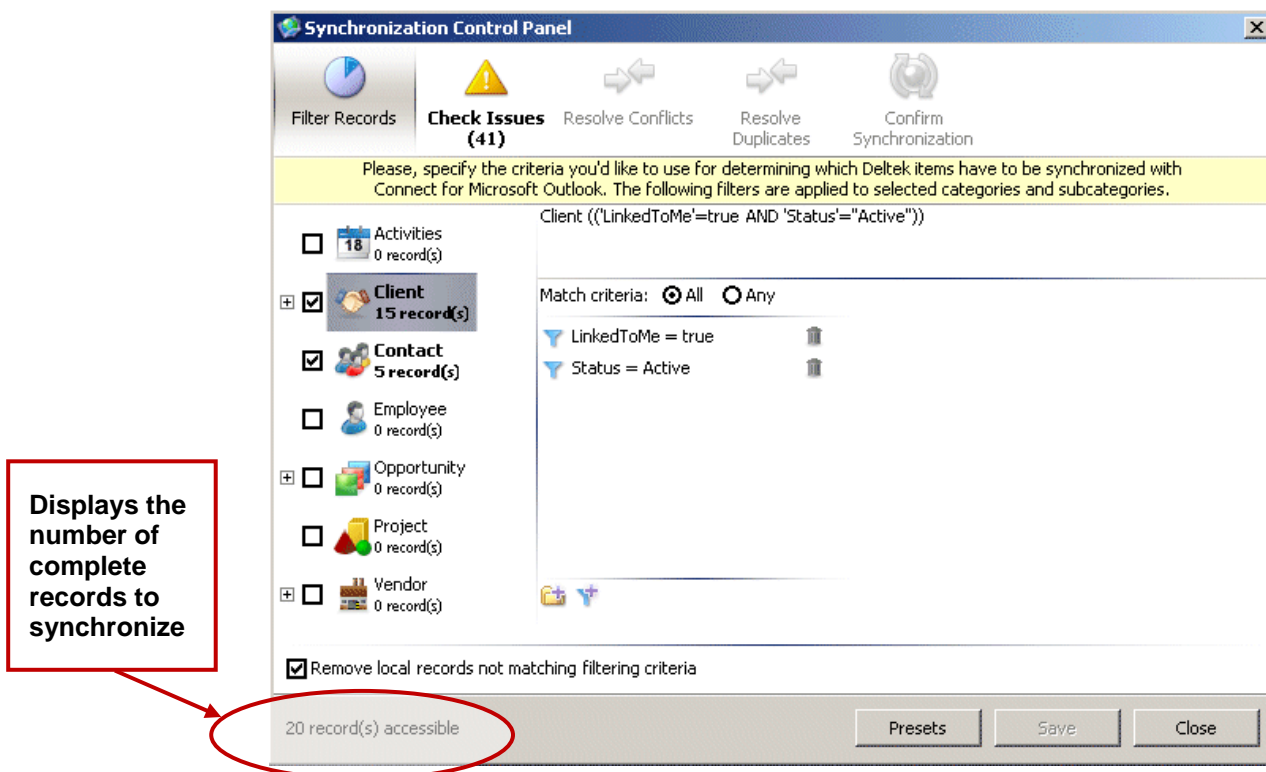 Synchronization Control Panel
Filter Records
Check Issues
(41)
Resolve Conflicts
Resolve
Duplicates
Confirm
Synchronization
Please, specify the criteria you'd like to use for determining which Deltek items have to be synchronized with
Connect for Microsoft Outlook. The following filters are applied to selected categories and subcategories.
18
Activities
0 record(s)
Client
15 record(s)
Contact
5 record(s)
Employee
0 record(s)
Opportunity
0 record(s)
Project
0 record(s)
Vendor
0 record(s)
Client (('LinkedToMe'=true AND 'Status'="Active"))
Match criteria: All Any
LinkedToMe = true
Status = Active
Remove local records not matching filtering criteria
20 record(s) accessible
Presets
Save
Close
Displays the
number of
complete
records to
synchronize